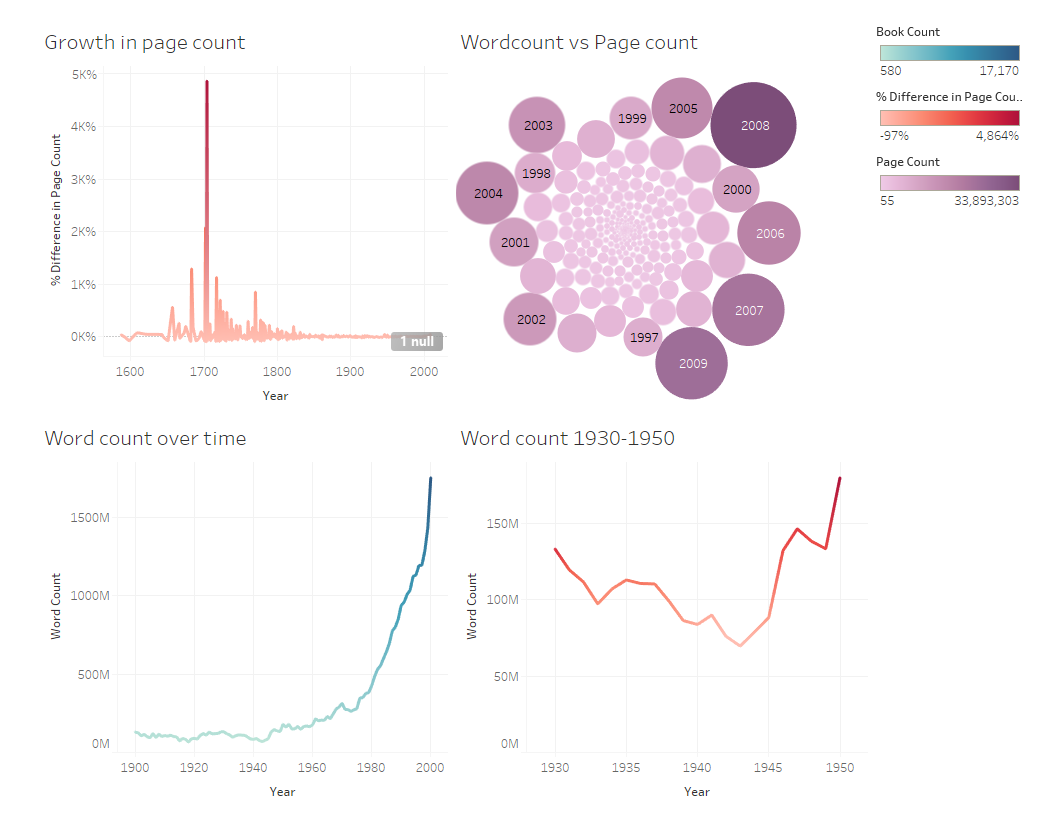 Growth in page count
5K%
4K%
3K%
2K%
1K%
0K%
% Difference in Page Count
1 null
1600 1700 1800 1900 2000
Year
Wordcount vs Page count
2003
1999
2005
2008
1998
2004
2000
2001
2006
2002
2007
1997
2009
Book Count
580 17,170
% Difference in Page Cou..
-97% 4,864%
Page Count
55 33,893,303
Word count over time
1500M
1000M
500M
0M
Word Count
1900 1920 1940 1960 1980 2000
Year
Word count 1930-1950
150M
100M
50M
0M
Word Count
1930 1935 1940 1945 1950
Year